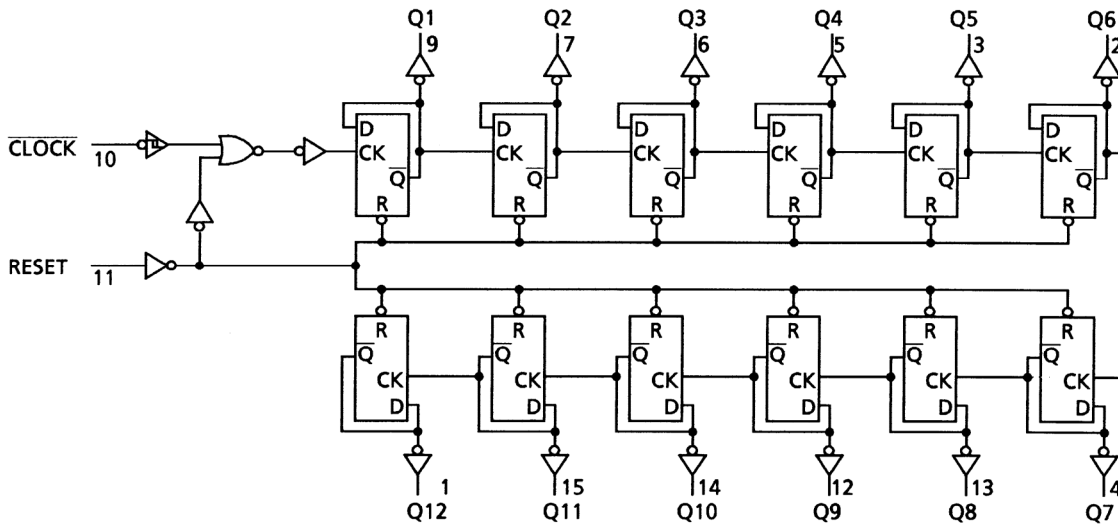 Q1 Q2 Q3 Q4 Q5 Q6
9 7 6 5 3 2
D D D D D D
CLOCK
10
CK CK CK CK CK CK
Q Q Q Q Q Q
R R R R R R
RESET
11
R R R R R R
Q Q Q Q Q Q
CK CK CK CK CK CK
D D D D D D
1 15 14 12 13 4
Q12 Q11 Q10 Q9 Q8 Q7